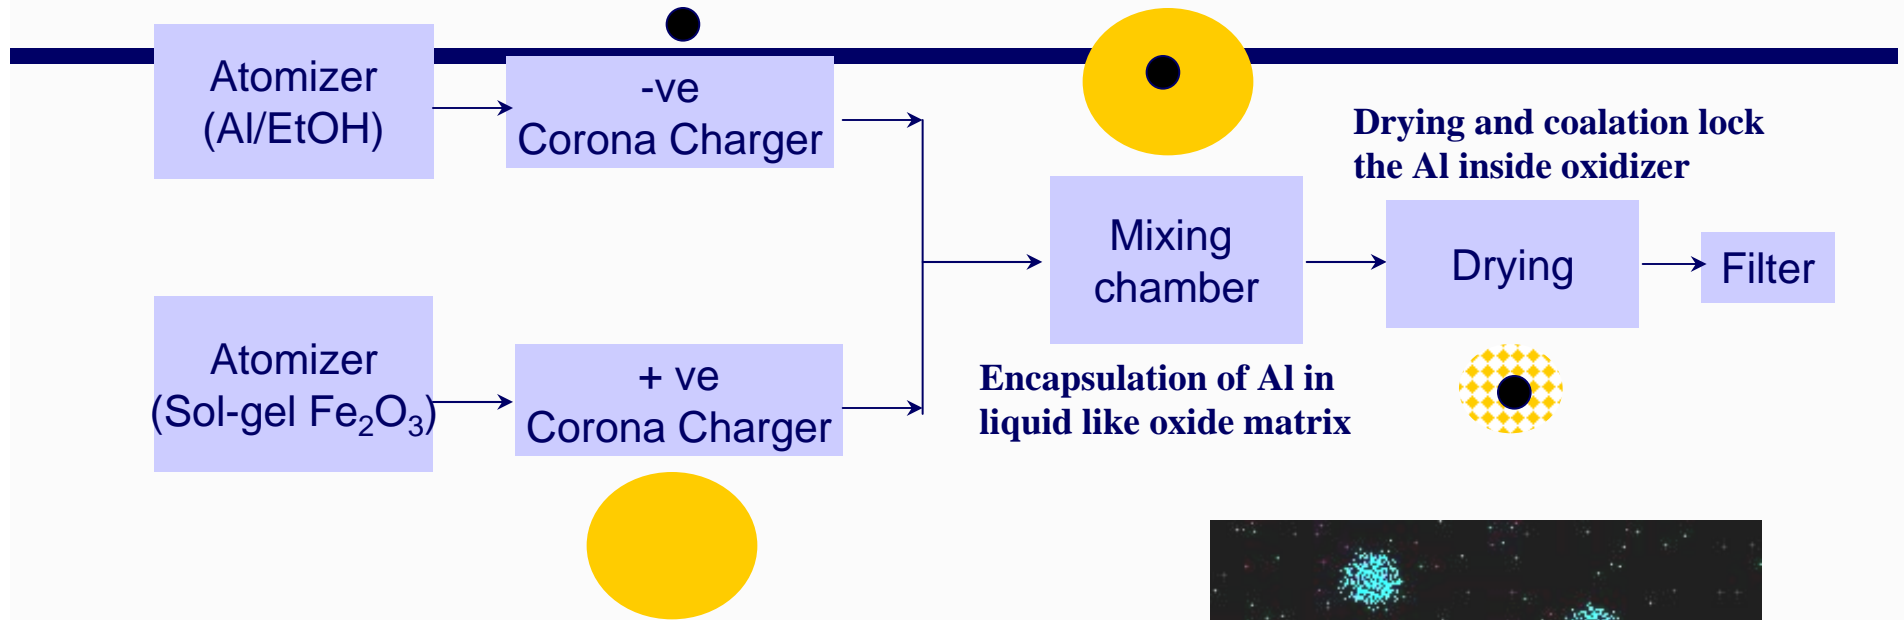 Atomizer
(Al/EtOH)
-ve
Corona Charger
Drying and coalation lock
the Al inside oxidizer
Mixing
chamber
Drying
Filter
Atomizer
(Sol-gel Fe₂O₃)
+ ve
Corona Charger
Encapsulation of Al in
liquid like oxide matrix